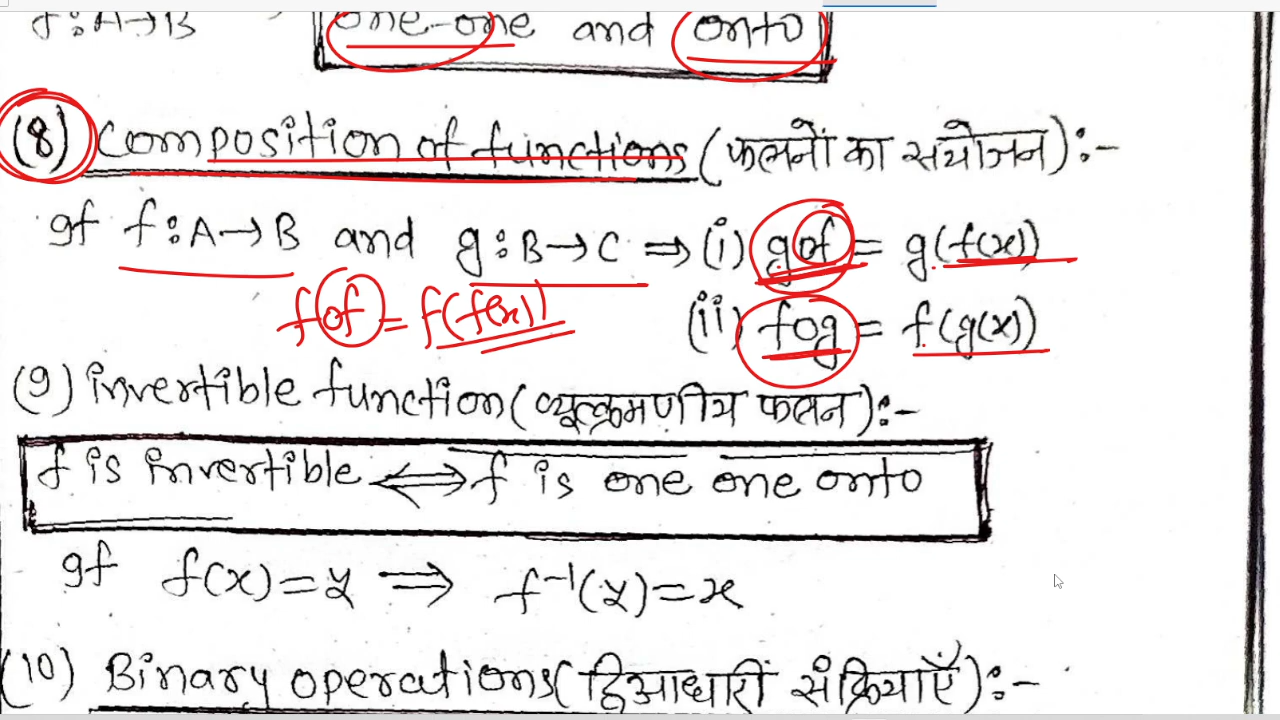 f:A→B one-one and onto
(8) Composition of functions (फलनों का संयोजन):-
If f:A→B and g:B→C ⇒ (i) gof = g(f(x))
fof = f(f(x)) (ii) fog = f(g(x))
(9) invertible function (व्युत्क्रमणीय फलन):-
f is invertible ⟺ f is one one onto
If f(x)=y ⟹ f⁻¹(y)=x
(10) Binary operations (द्विआधारी संक्रियाएँ):-